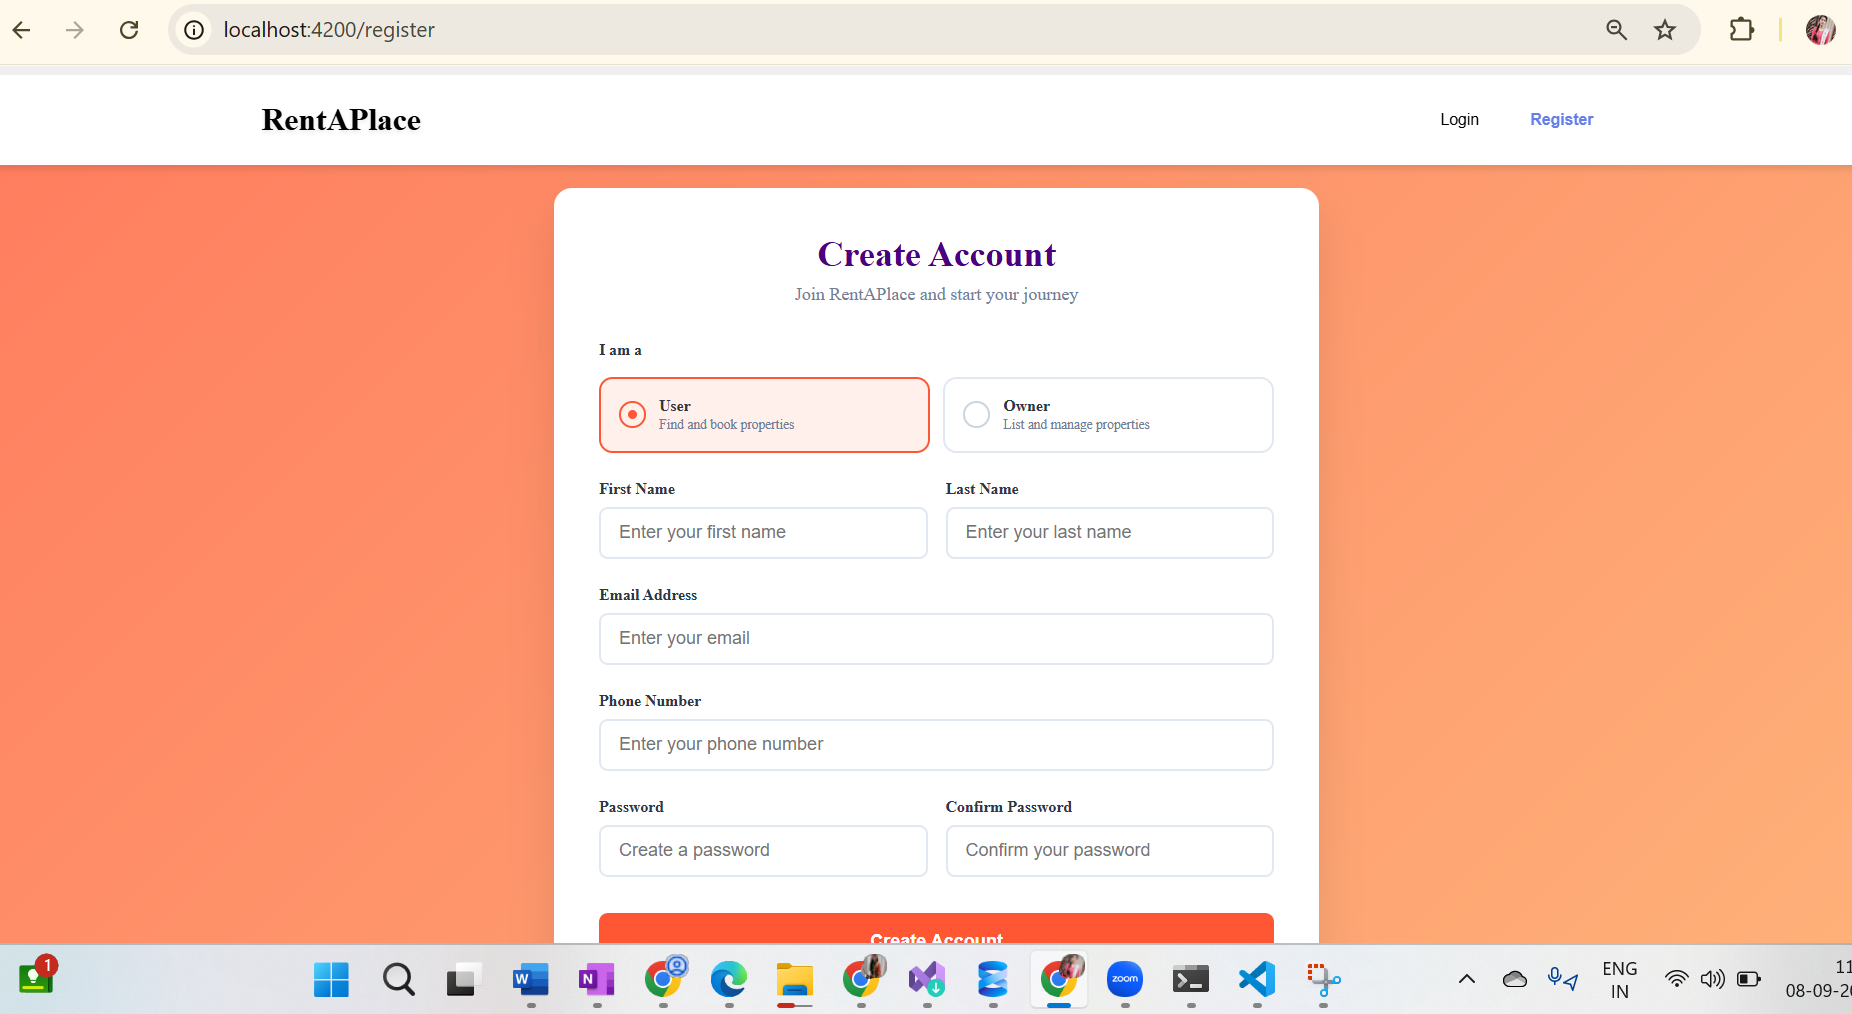 localhost:4200/register
RentAPlace
Login Register
Create Account
Join RentAPlace and start your journey
I am a
User Owner
Find and book properties List and manage properties
First Name Last Name
Enter your first name Enter your last name
Email Address
Enter your email
Phone Number
Enter your phone number
Password Confirm Password
Create a password Confirm your password
Create Account
1
W N zoom
ENG 11
IN 08-09-20